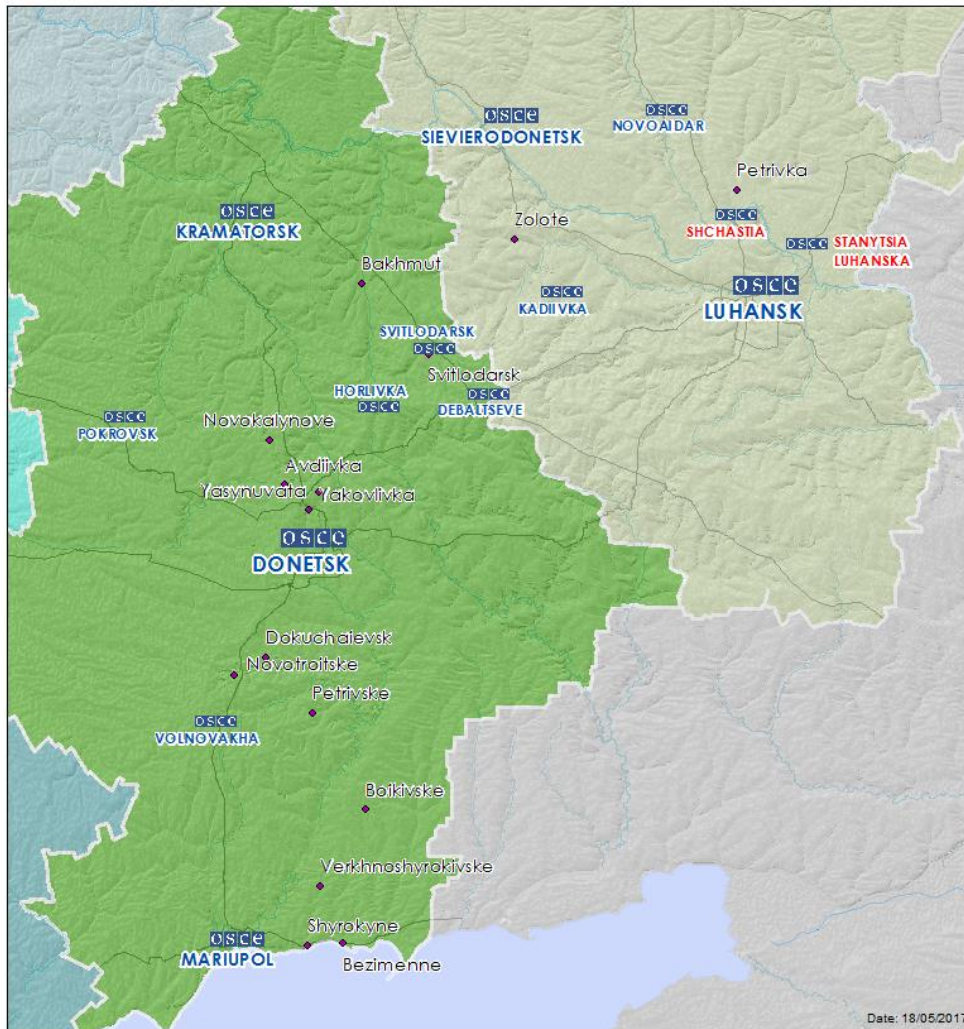 osce
SIEVIERODONETSK
osce
NOVOAIDAR
Petrivka
osce
KRAMATORSK
osce
SHCHASTIA
Zolote
osce
STANYTSIA
LUHANSKA
Bakhmut
osce
KADIIVKA
osce
LUHANSK
SVITLODARSK
osce
Svitlodarsk
HORLIVKA
osce
osce
DEBALTSEVE
osce
POKROVSK
Novokalynove
Avdiivka
Yasynuvata
Yakovlivka
osce
DONETSK
Dokuchaievsk
Novotroitske
Petrivske
osce
VOLNOVAKHA
Boikivske
Verkhnoshyrokivske
Shyrokyne
osce
MARIUPOL
Bezimenne
Date: 18/05/2017